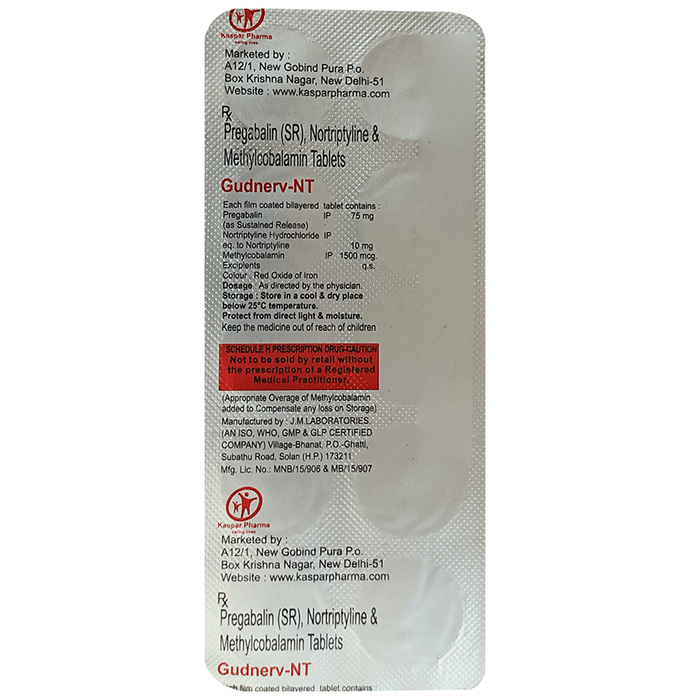 Kaspar Pharma
caring lives
Marketed by :
A12/1, New Gobind Pura P.o.
Box Krishna Nagar, New Delhi-51
Website : www.kasparpharma.com
Rx
Pregabalin (SR), Nortriptyline &
Methylcobalamin Tablets
Gudnerv-NT
Each film coated bilayered tablet contains :
Pregabalin IP 75 mg
(as Sustained Release)
Nortriptyline Hydrochloride IP
eq. to Nortriptyline 10 mg
Methylcobalamin IP 1500 mcg.
Excipients q.s.
Colour : Red Oxide of Iron
Dosage : As directed by the physician.
Storage : Store in a cool & dry place
below 25°C temperature.
Protect from direct light & moisture.
Keep the medicine out of reach of children
SCHEDULE H PRESCRIPTION DRUG-CAUTION
Not to be sold by retail without
the prescription of a Registered
Medical Practitioner.
(Appropriate Overage of Methylcobalamin
added to Compensate any loss on Storage)
Manufactured by : J.M.LABORATORIES
(AN ISO, WHO, GMP & GLP CERTIFIED
COMPANY) Village-Bhanat, P.O.-Ghatti,
Subathu Road, Solan (H.P.) 173211
Mfg. Lic. No.: MNB/15/906 & MB/15/907
Kaspar Pharma
caring lives
Marketed by :
A12/1, New Gobind Pura P.o.
Box Krishna Nagar, New Delhi-51
Website : www.kasparpharma.com
Rx
Pregabalin (SR), Nortriptyline &
Methylcobalamin Tablets
Gudnerv-NT
Each film coated bilayered tablet contains :